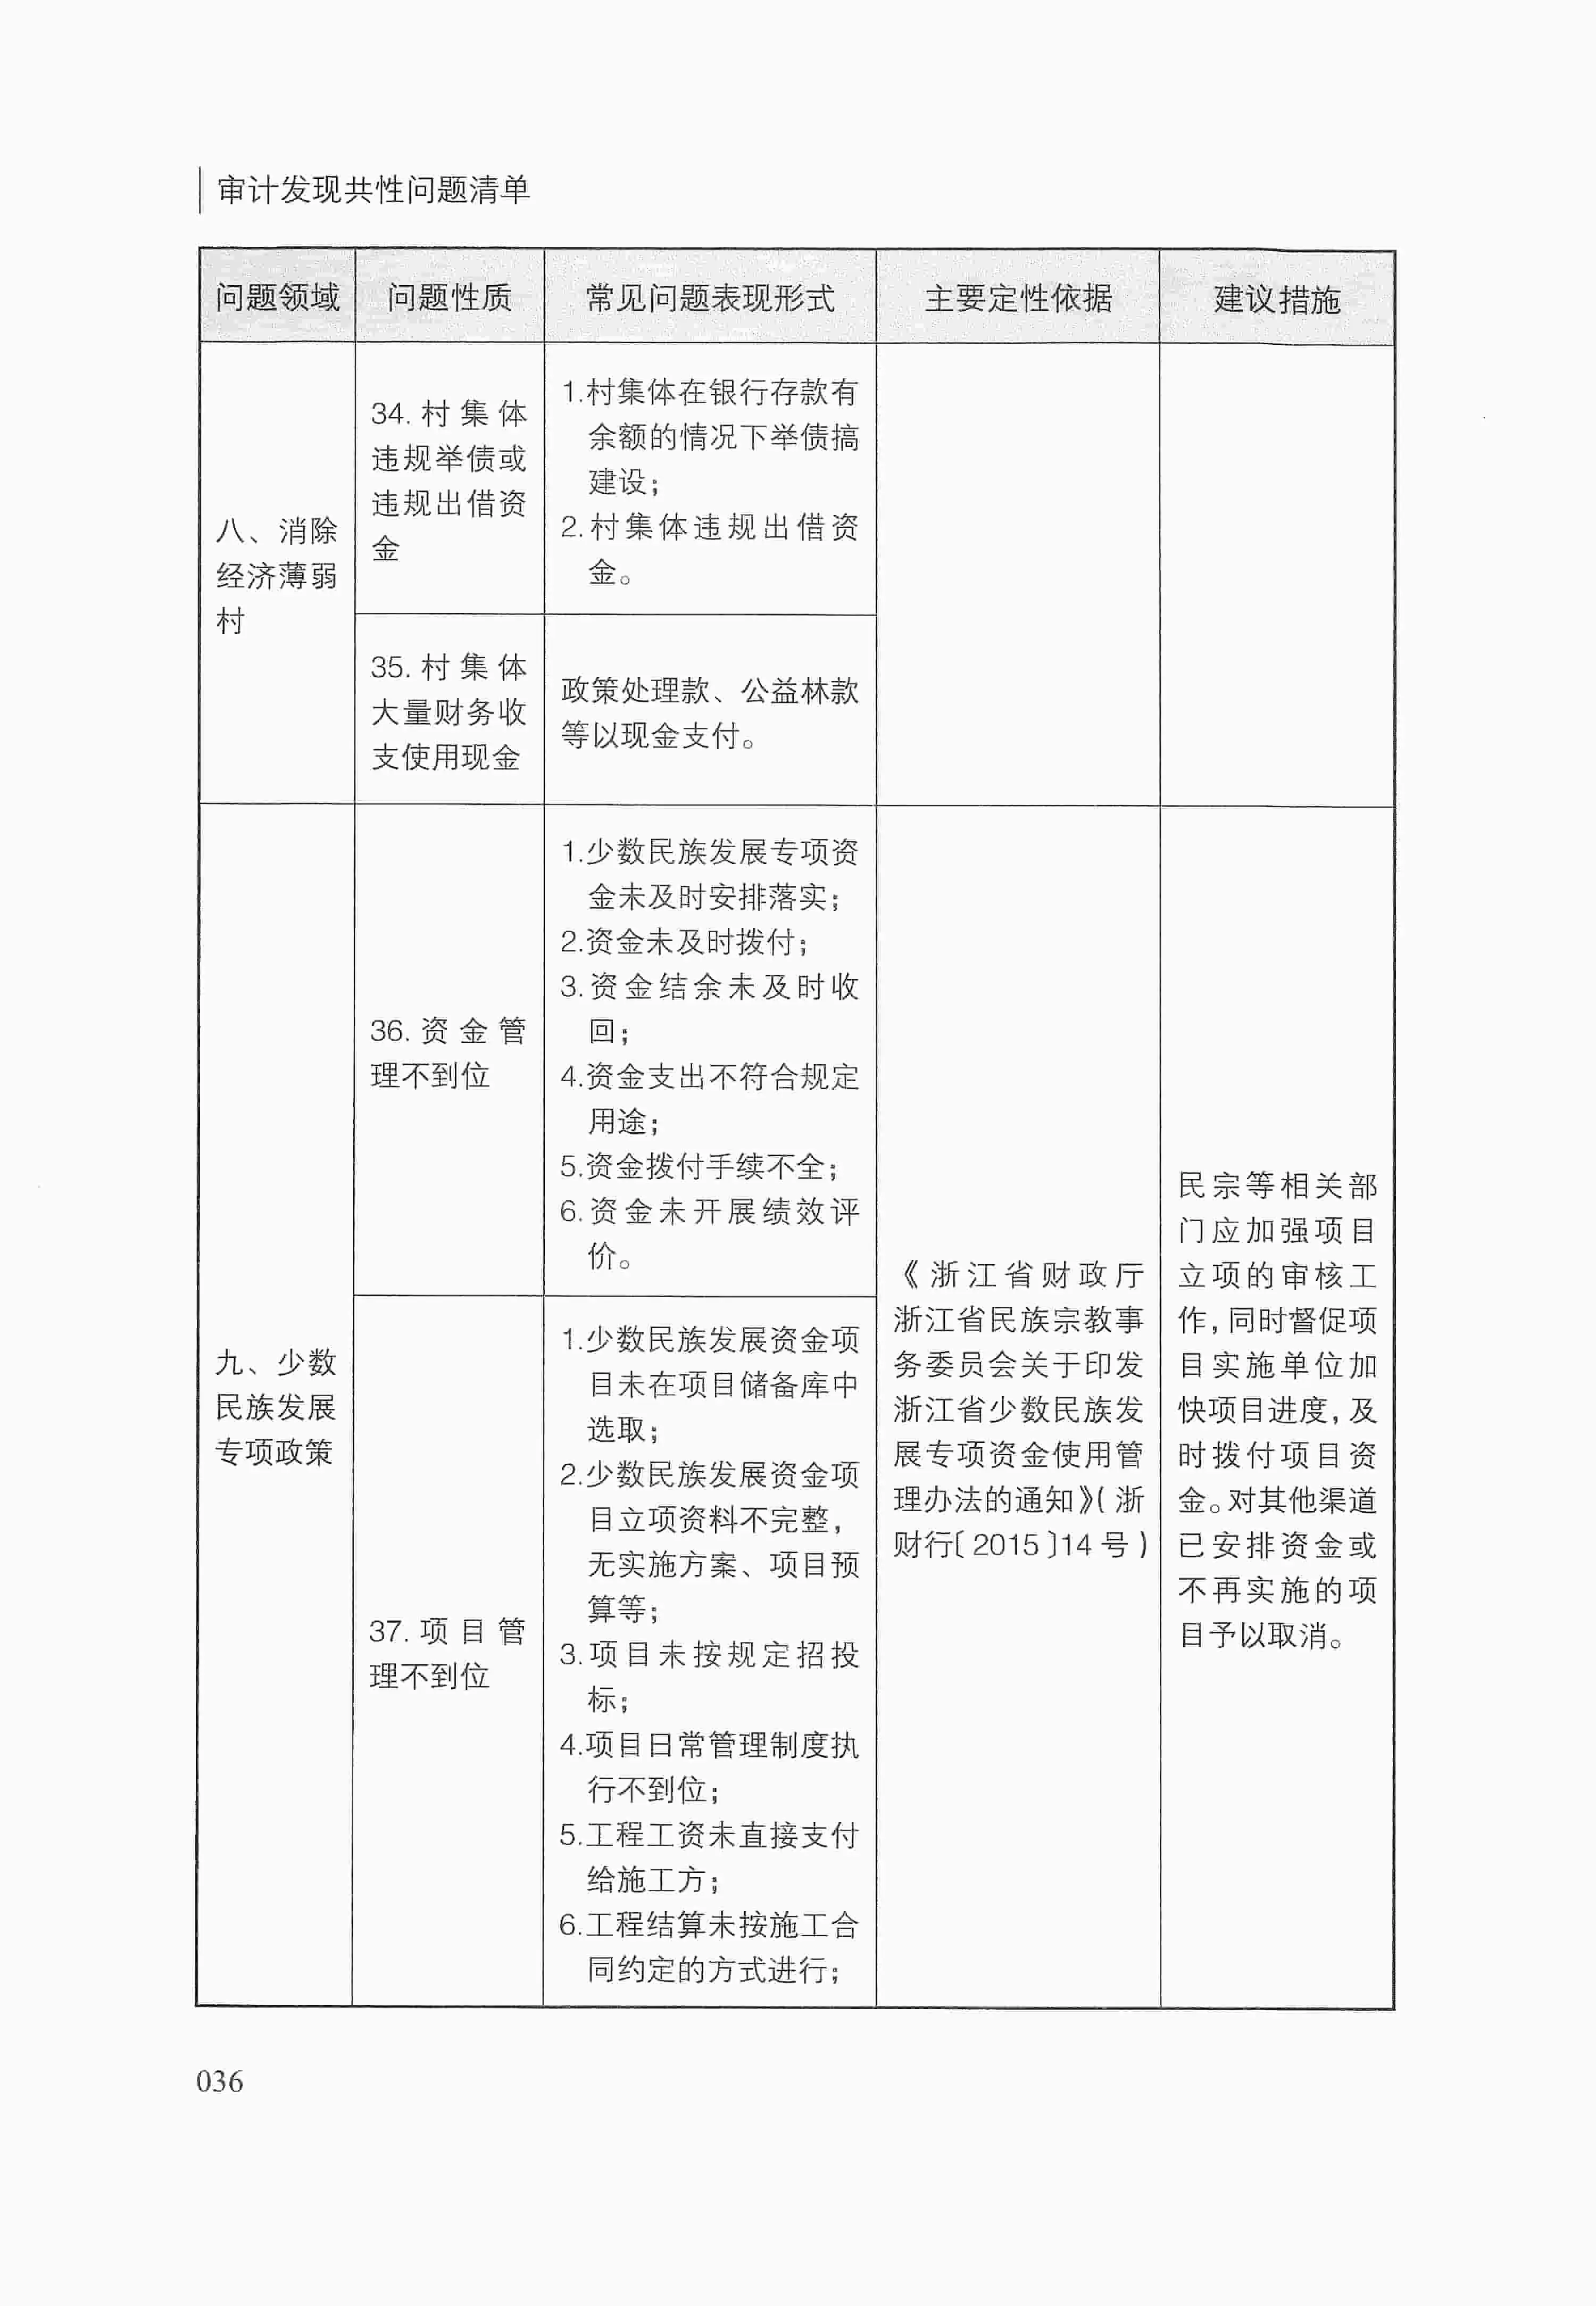 审计发现共性问题清单
问题领域
问题性质
常见问题表现形式
主要定性依据
建议措施
八、消除
经济薄弱
村
34.村集体
违规举债或
违规出借资
金
1.村集体在银行存款有
余额的情况下举债搞
建设；
2.村集体违规出借资
金。
35.村集体
大量财务收
支使用现金
政策处理款、公益林款
等以现金支付。
九、少数
民族发展
专项政策
36.资金管
理不到位
1.少数民族发展专项资
金未及时安排落实；
2.资金未及时拨付；
3.资金结余未及时收
回；
4.资金支出不符合规定
用途；
5.资金拨付手续不全；
6.资金未开展绩效评
价。
37.项目管
理不到位
1.少数民族发展资金项
目未在项目储备库中
选取；
2.少数民族发展资金项
目立项资料不完整，
无实施方案、项目预
算等；
3.项目未按规定招投
标；
4.项目日常管理制度执
行不到位；
5.工程工资未直接支付
给施工方；
6.工程结算未按施工合
同约定的方式进行；
《浙江省财政厅
浙江省民族宗教事
务委员会关于印发
浙江省少数民族发
展专项资金使用管
理办法的通知》（浙
财行〔2015〕14号）
民宗等相关部
门应加强项目
立项的审核工
作，同时督促项
目实施单位加
快项目进度，及
时拨付项目资
金。对其他渠道
已安排资金或
不再实施的项
目予以取消。
036